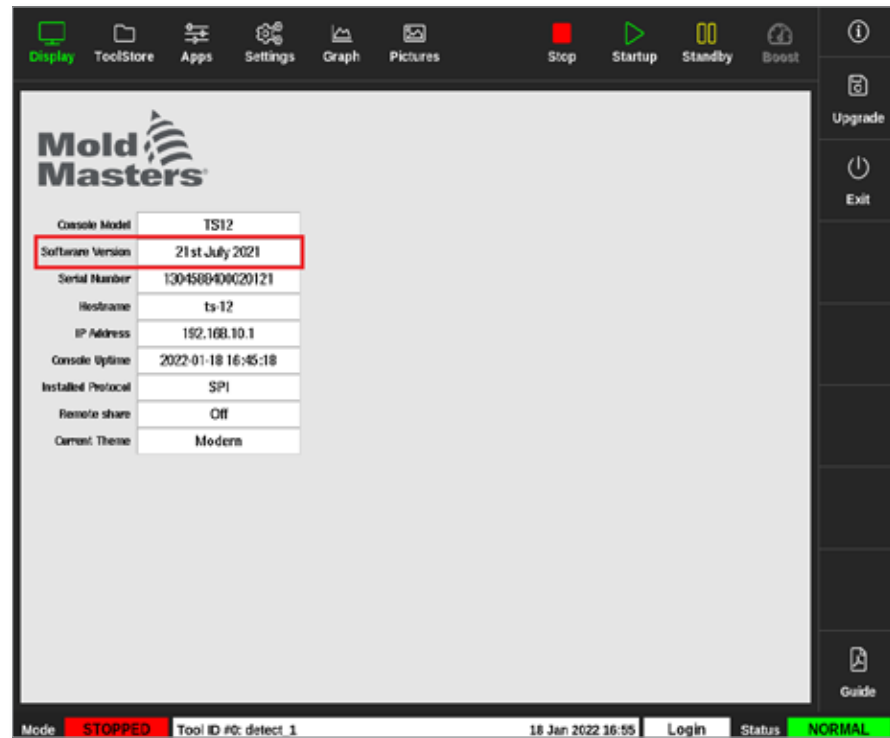 Display ToolStore Apps Settings Graph Pictures Stop Startup Standby Boost
Upgrade
Exit
Mold
Masters
Console Model TS12
Software Version 21st July 2021
Serial Number
Hostname ts-12
IP Address 192.168.10.1
Console Uptime 2022-01-18 16:45:18
Installed Protocol SPI
Remote share Off
Current Theme Modern
Guide
Mode STOPPED Tool ID #0: detect_1 18 Jan 2022 16:55 Login Status NORMAL